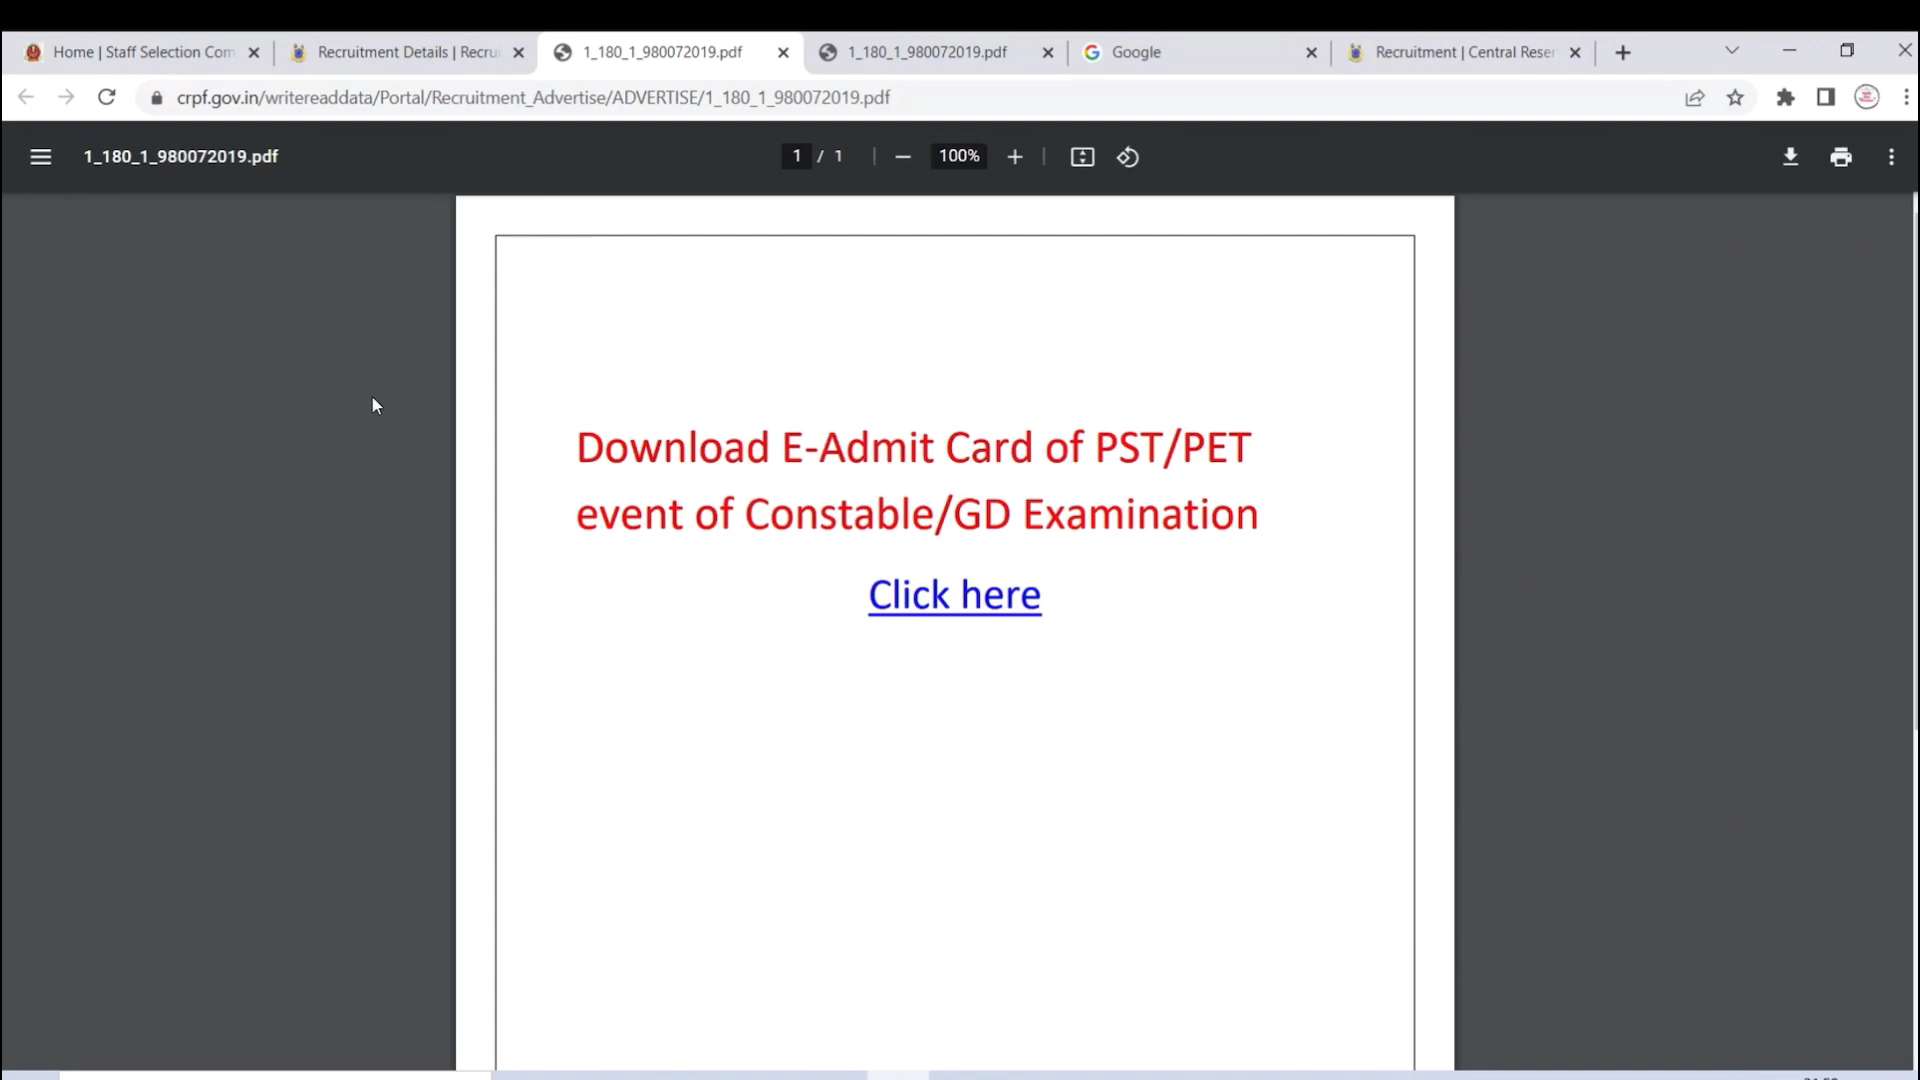 Home | Staff Selection Com
Recruitment Details | Recru
1_180_1_980072019.pdf
1_180_1_980072019.pdf
Google
Recruitment | Central Reser
crpf.gov.in/writereaddata/Portal/Recruitment_Advertise/ADVERTISE/1_180_1_980072019.pdf
1_180_1_980072019.pdf
1 / 1
100%
Download E-Admit Card of PST/PET
event of Constable/GD Examination
Click here